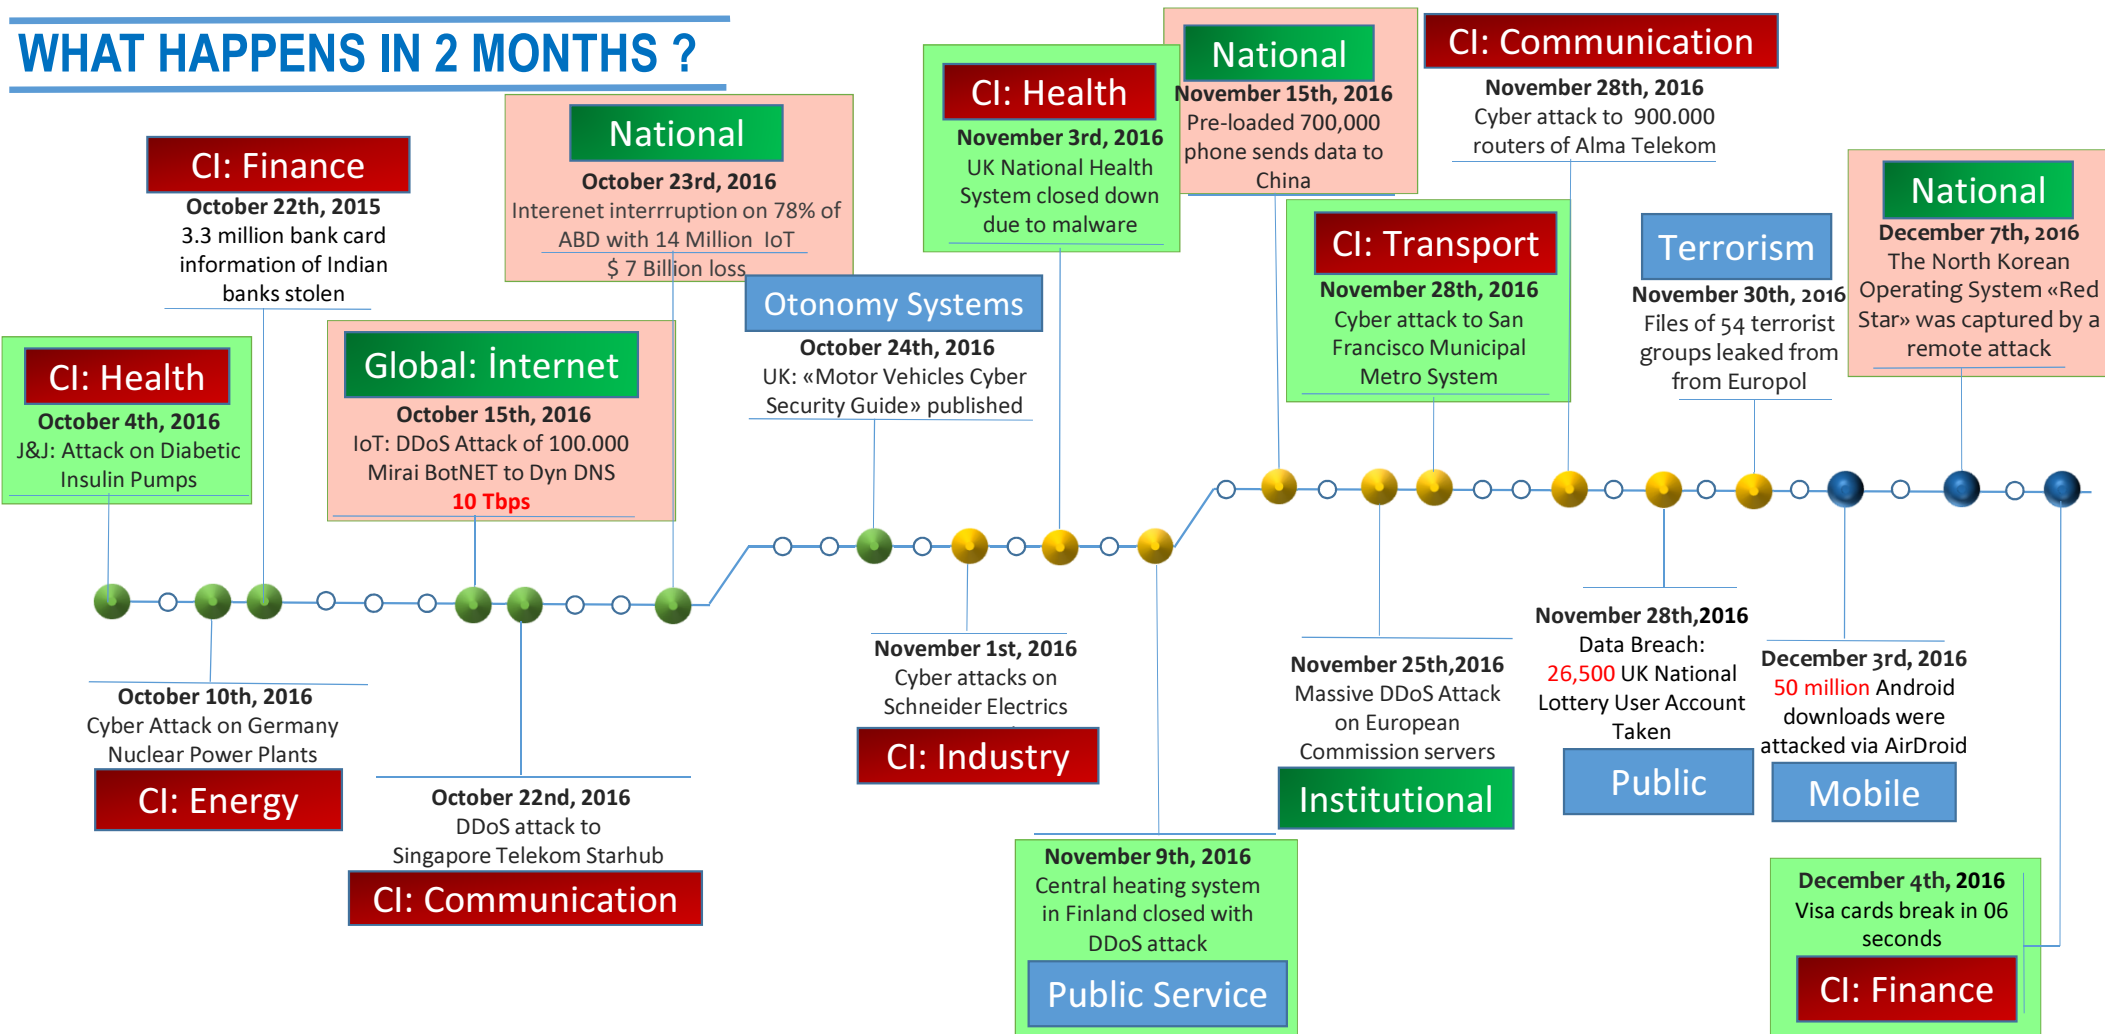 WHAT HAPPENS IN 2 MONTHS ?
CI: Health
October 4th, 2016
J&J: Attack on Diabetic
Insulin Pumps
October 10th, 2016
Cyber Attack on Germany
Nuclear Power Plants
CI: Energy
CI: Finance
October 22th, 2015
3.3 million bank card
information of Indian
banks stolen
Global: İnternet
October 15th, 2016
IoT: DDoS Attack of 100.000
Mirai BotNET to Dyn DNS
10 Tbps
October 22nd, 2016
DDoS attack to
Singapore Telekom Starhub
CI: Communication
National
October 23rd, 2016
Interenet interrruption on 78% of
ABD with 14 Million IoT
$ 7 Billion loss
Otonomy Systems
October 24th, 2016
UK: «Motor Vehicles Cyber
Security Guide» published
November 1st, 2016
Cyber attacks on
Schneider Electrics
CI: Industry
CI: Health
November 3rd, 2016
UK National Health
System closed down
due to malware
November 9th, 2016
Central heating system
in Finland closed with
DDoS attack
Public Service
National
November 15th, 2016
Pre-loaded 700,000
phone sends data to
China
November 25th,2016
Massive DDoS Attack
on European
Commission servers
Institutional
CI: Transport
November 28th, 2016
Cyber attack to San
Francisco Municipal
Metro System
CI: Communication
November 28th, 2016
Cyber attack to 900.000
routers of Alma Telekom
November 28th,2016
Data Breach:
26,500 UK National
Lottery User Account
Taken
Public
Terrorism
November 30th, 2016
Files of 54 terrorist
groups leaked from
from Europol
December 3rd, 2016
50 million Android
downloads were
attacked via AirDroid
Mobile
National
December 7th, 2016
The North Korean
Operating System «Red
Star» was captured by a
remote attack
December 4th, 2016
Visa cards break in 06
seconds
CI: Finance